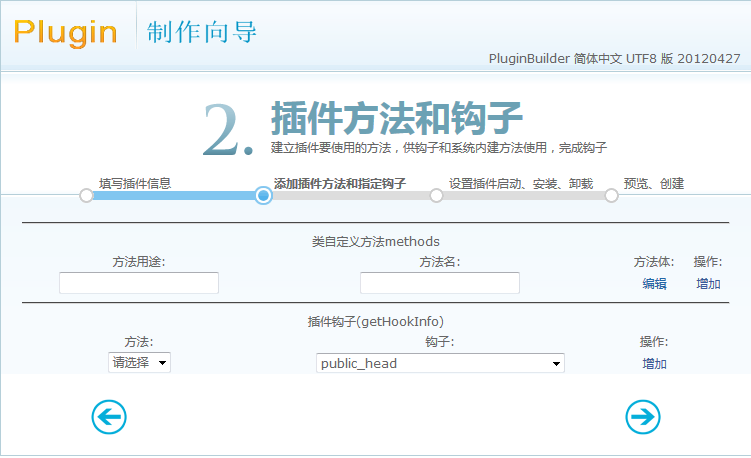 Plugin 制作向导
PluginBuilder 简体中文 UTF8 版 20120427
2. 插件方法和钩子
建立插件要使用的方法，供钩子和系统内建方法使用，完成钩子
填写插件信息 添加插件方法和指定钩子 设置插件启动、安装、卸载 预览、创建
类自定义方法methods
方法用途: 方法名: 方法体: 操作:
编辑 增加
插件钩子(getHookInfo)
方法: 钩子: 操作:
请选择 public_head 增加